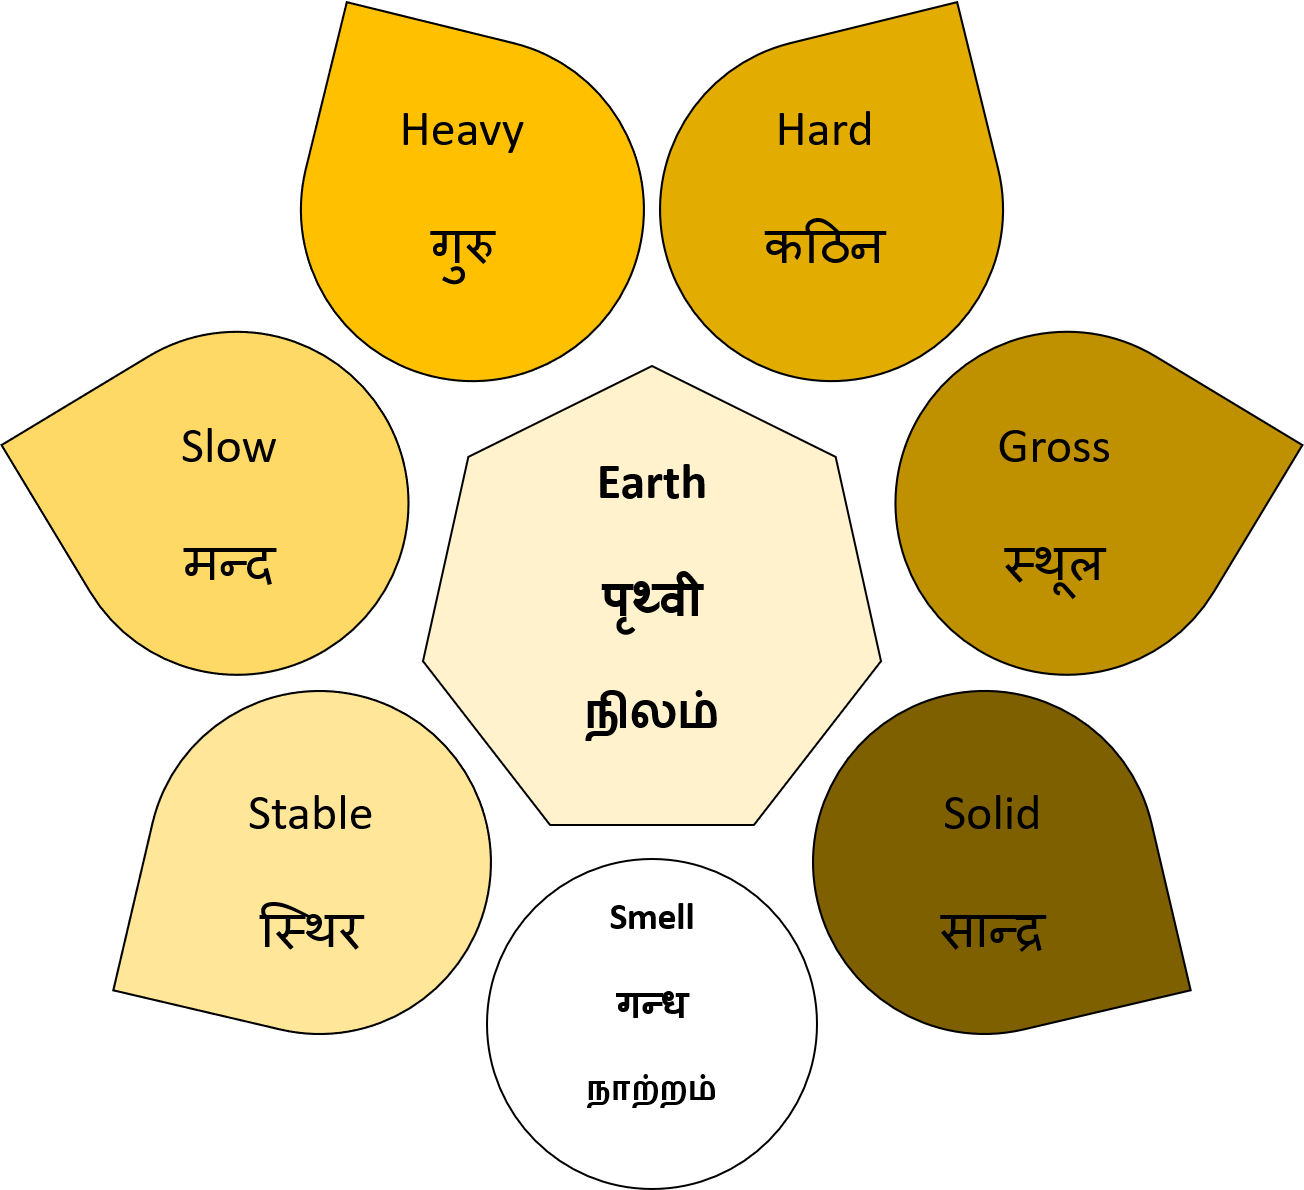 Heavy
गुरु
Hard
कठिन
Slow
मन्द
Earth
पृथ्वी
நிலம்
Gross
स्थूल
Stable
स्थिर
Smell
गन्ध
நாற்றம்
Solid
सान्द्र